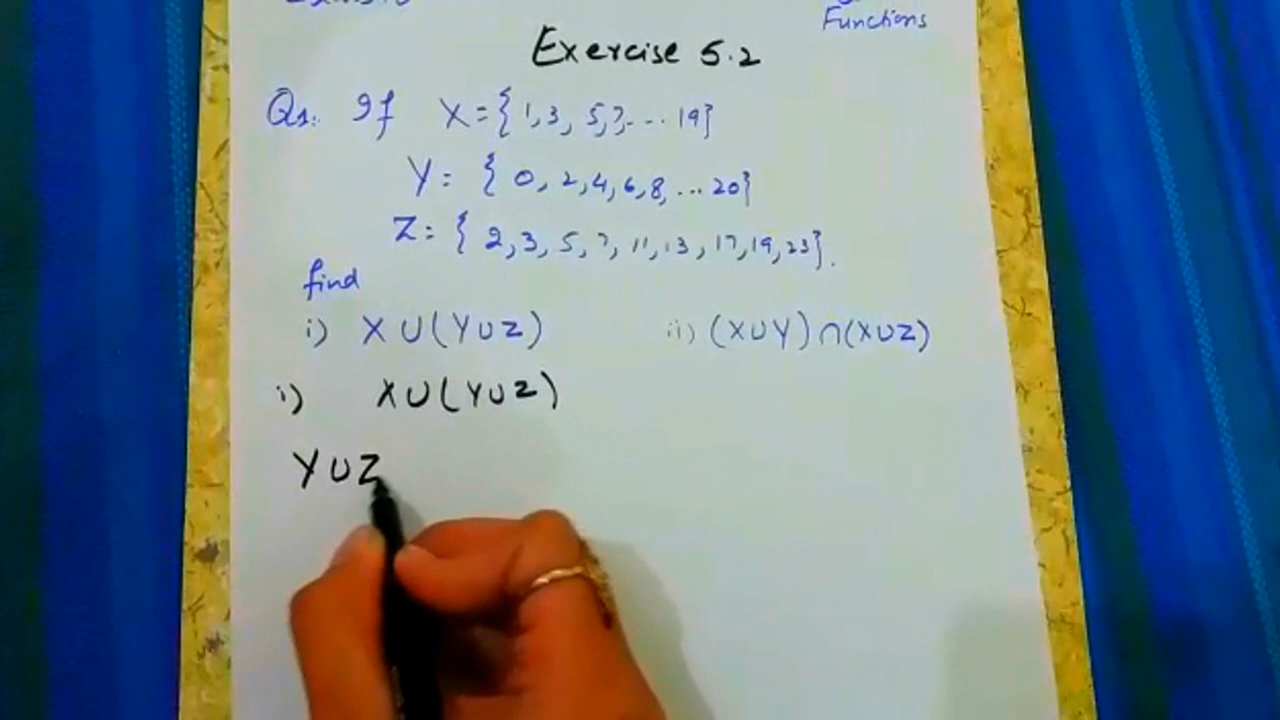 Functions
Exercise 5.2
Q1. If X = { 1, 3, 5, 7, ... 19}
Y = { 0, 2, 4, 6, 8, ... 20}
Z = { 2, 3, 5, 7, 11, 13, 17, 19, 23}.
find
i) X ∪ (Y ∪ Z) ii) (X ∪ Y) ∩ (X ∪ Z)
i) X ∪ (Y ∪ Z)
Y ∪ Z